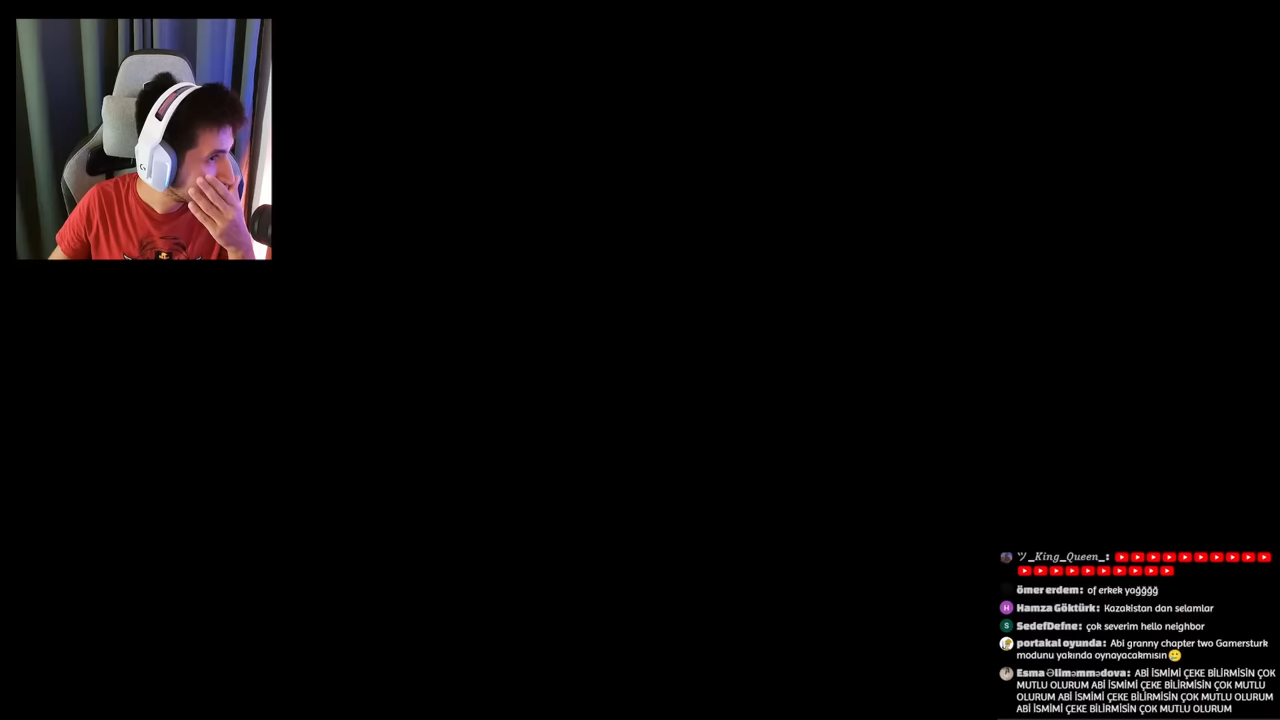 ツ_King_Queen_:
ömer erdem: of erkek yağğğğ
Hamza Göktürk: Kazakistan dan selamlar
SedefDefne: çok severim hello neighbor
portakal oyunda: Abi granny chapter two Gamersturk
modunu yakında oynayacakmısın🥲
Esma Əliməmmədova: ABİ İSMİMİ ÇEKE BİLİRMİSİN ÇOK
MUTLU OLURUM ABİ İSMİMİ ÇEKE BİLİRMİSİN ÇOK MUTLU
OLURUM ABİ İSMİMİ ÇEKE BİLİRMİSİN ÇOK MUTLU OLURUM
ABİ İSMİMİ ÇEKE BİLİRMİSİN ÇOK MUTLU OLURUM